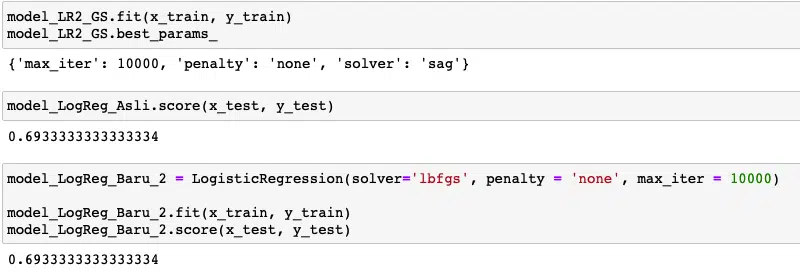 model_LR2_GS.fit(x_train, y_train)
model_LR2_GS.best_params_
{'max_iter': 10000, 'penalty': 'none', 'solver': 'sag'}
model_LogReg_Asli.score(x_test, y_test)
0.6933333333333334
model_LogReg_Baru_2 = LogisticRegression(solver='lbfgs', penalty = 'none', max_iter = 10000)
model_LogReg_Baru_2.fit(x_train, y_train)
model_LogReg_Baru_2.score(x_test, y_test)
0.6933333333333334